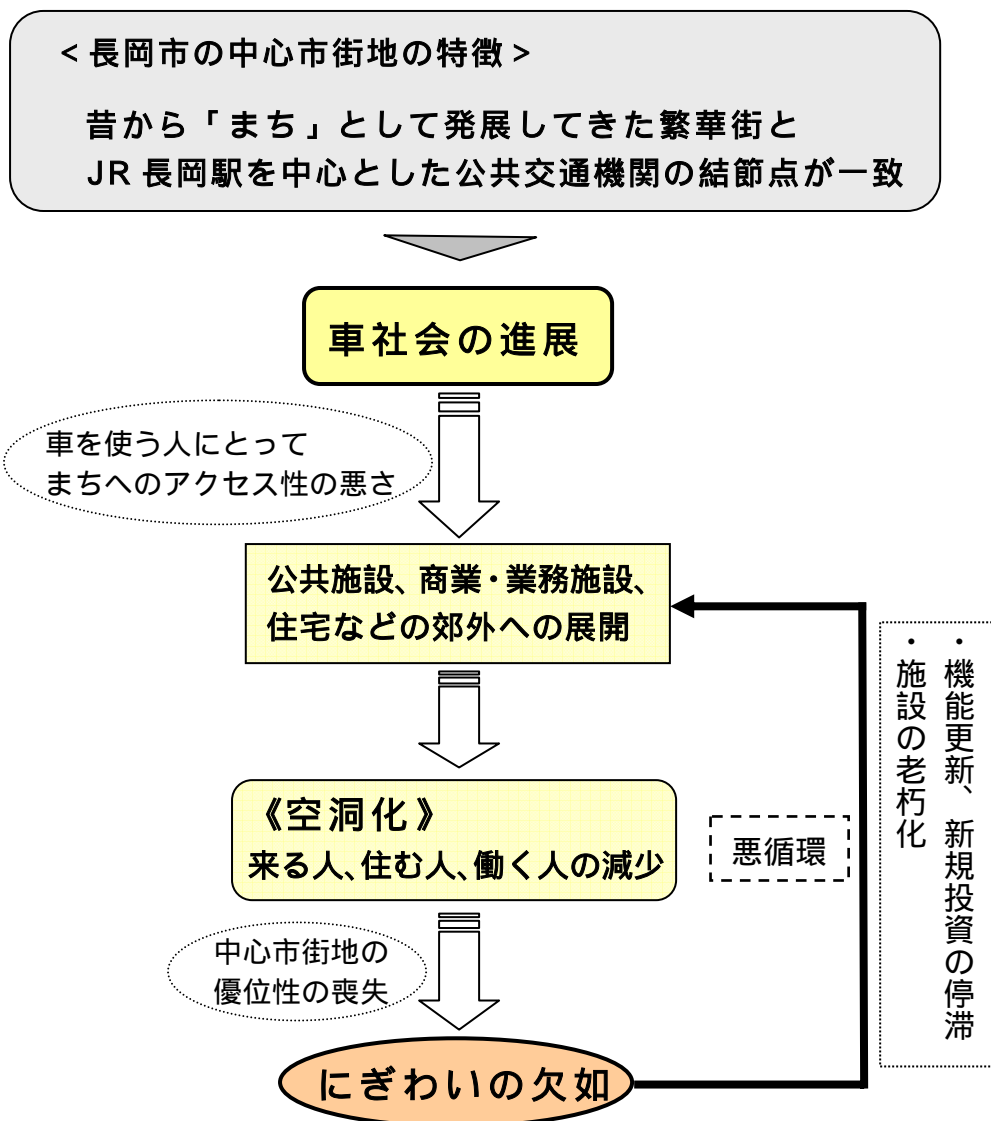 <長岡市の中心市街地の特徴>
昔から「まち」として発展してきた繁華街と
JR長岡駅を中心とした公共交通機関の結節点が一致
車社会の進展
車を使う人にとって
まちへのアクセス性の悪さ
公共施設、商業・業務施設、
住宅などの郊外への展開
《空洞化》
来る人、住む人、働く人の減少
悪循環
・機能更新、新規投資の停滞
・施設の老朽化
中心市街地の
優位性の喪失
にぎわいの欠如